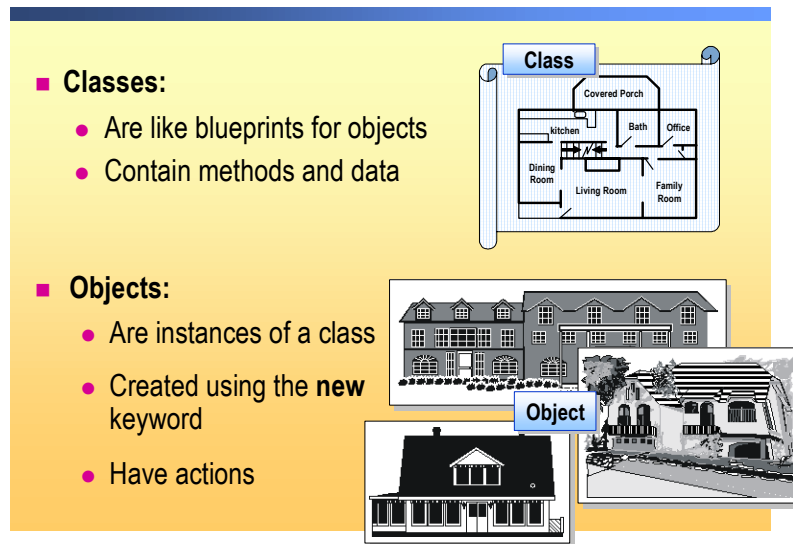 Classes:
Are like blueprints for objects
Contain methods and data
Class
Covered Porch
kitchen
Bath
Office
Dining
Room
Living Room
Family
Room
Objects:
Are instances of a class
Created using the new
keyword
Have actions
Object